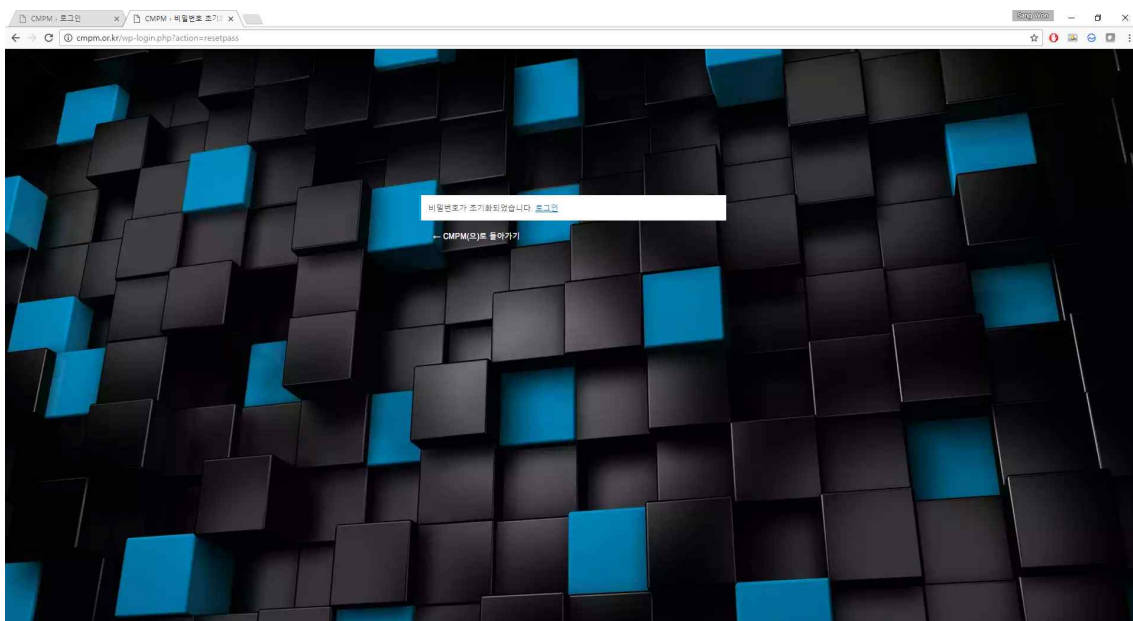 CMPM › 로그인
CMPM › 비밀번호 초기
Sang Won
cmpm.or.kr/wp-login.php?action=resetpass
비밀번호가 초기화되었습니다. 로그인
← CMPM(으)로 돌아가기